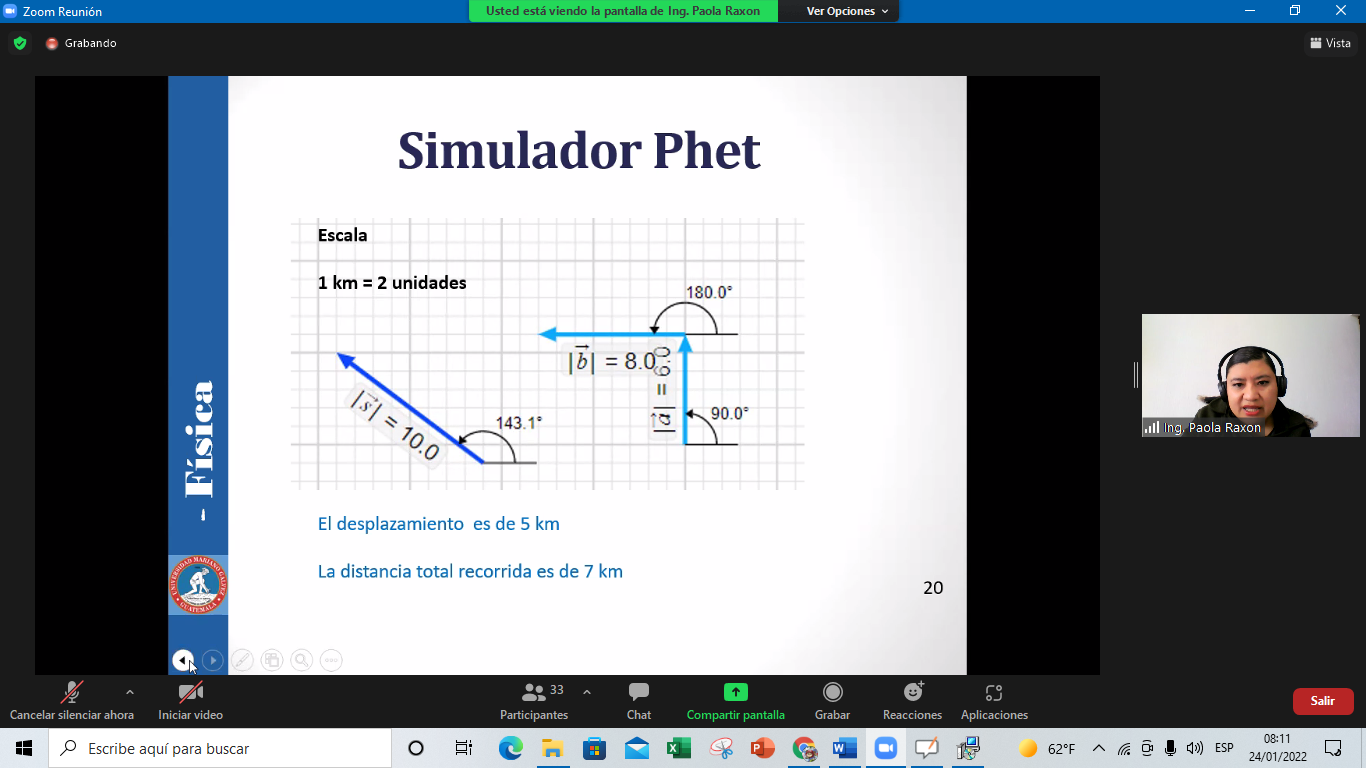 Zoom Reunión
Usted está viendo la pantalla de Ing. Paola Raxon
Ver Opciones
Grabando
Vista
Simulador Phet
Escala
1 km = 2 unidades
180.0°
|b| = 8.0
|a| = 6.0
90.0°
143.1°
|s| = 10.0
- Física
UNIVERSIDAD MARIANO GALVEZ
GUATEMALA
El desplazamiento es de 5 km
La distancia total recorrida es de 7 km
20
Ing. Paola Raxon
Cancelar silenciar ahora
Iniciar video
33
Participantes
Chat
Compartir pantalla
Grabar
Reacciones
Aplicaciones
Salir
Escribe aquí para buscar
62°F
ESP
08:11
24/01/2022